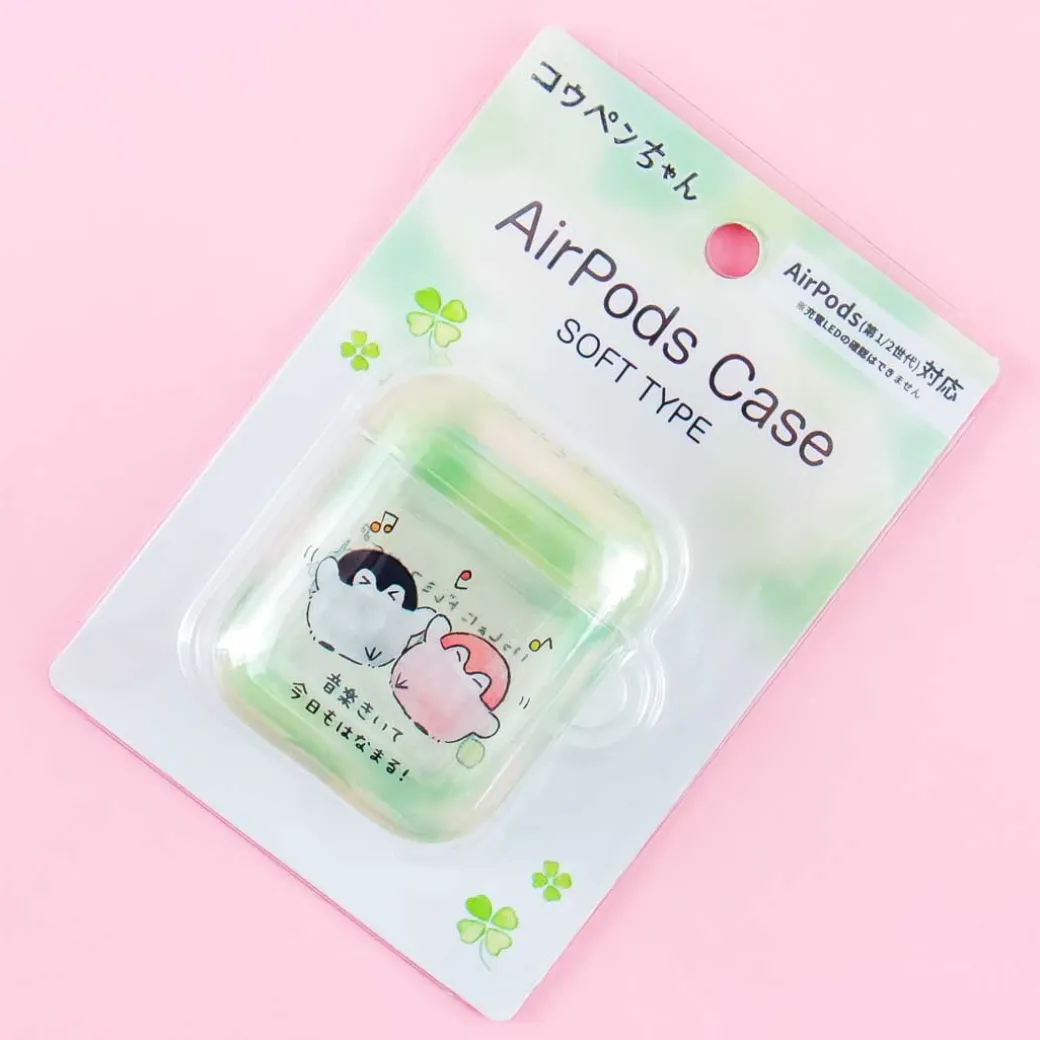 コウペンちゃん
AirPods Case
SOFT TYPE
AirPods(第1/2世代)対応
※充電LEDの確認はできません
音楽きいて
今日もはなまる!